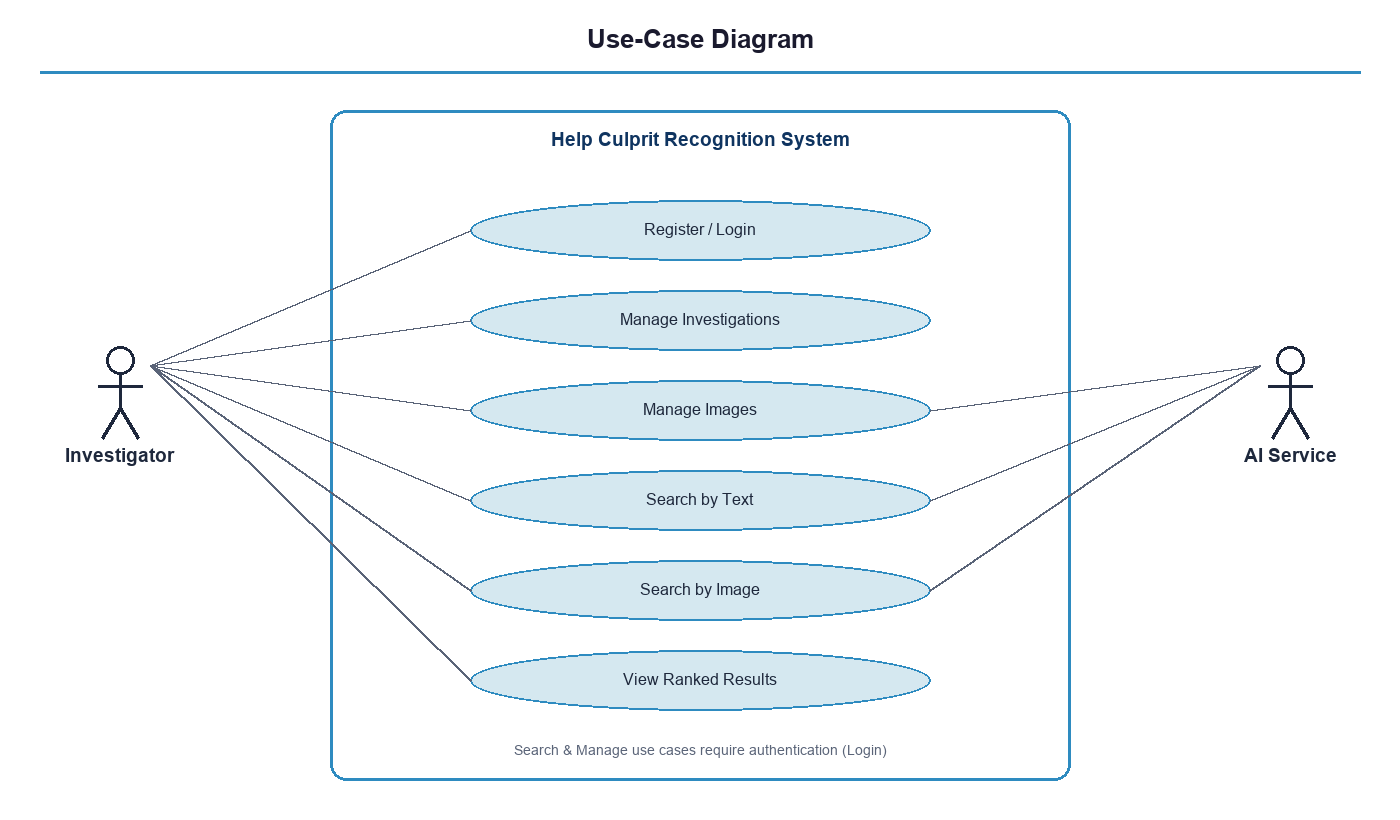 Use-Case Diagram
Help Culprit Recognition System
Register / Login
Manage Investigations
Manage Images
Search by Text
Search by Image
View Ranked Results
Investigator
AI Service
Search & Manage use cases require authentication (Login)